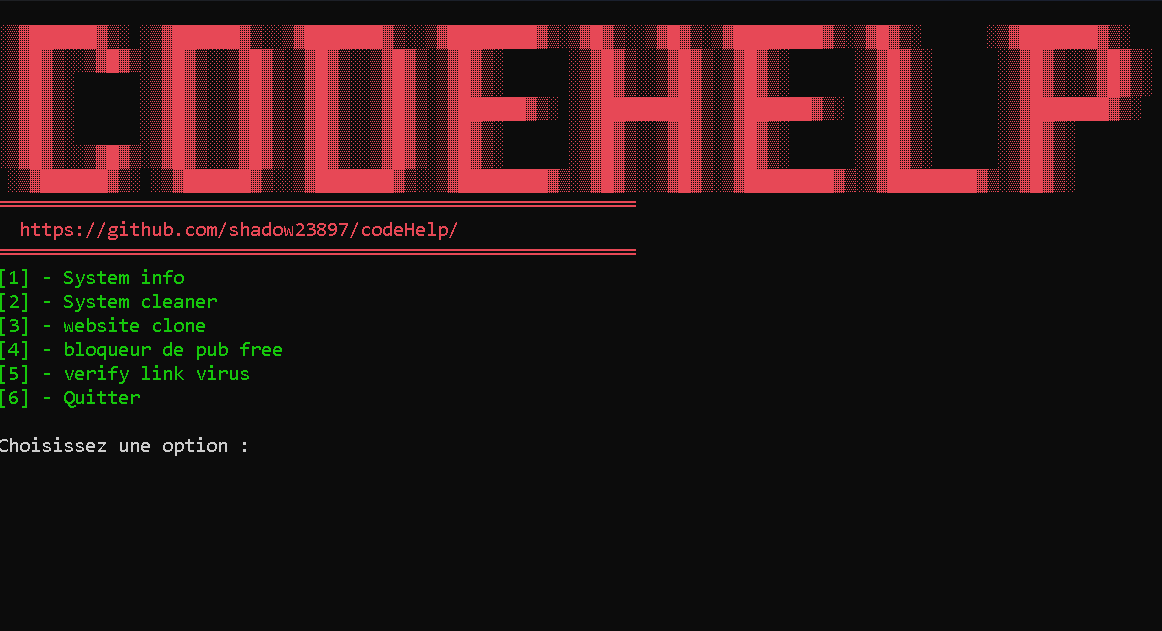 CODEHELP
https://github.com/shadow23897/codeHelp/
[1] - System info
[2] - System cleaner
[3] - website clone
[4] - bloqueur de pub free
[5] - verify link virus
[6] - Quitter
Choisissez une option :